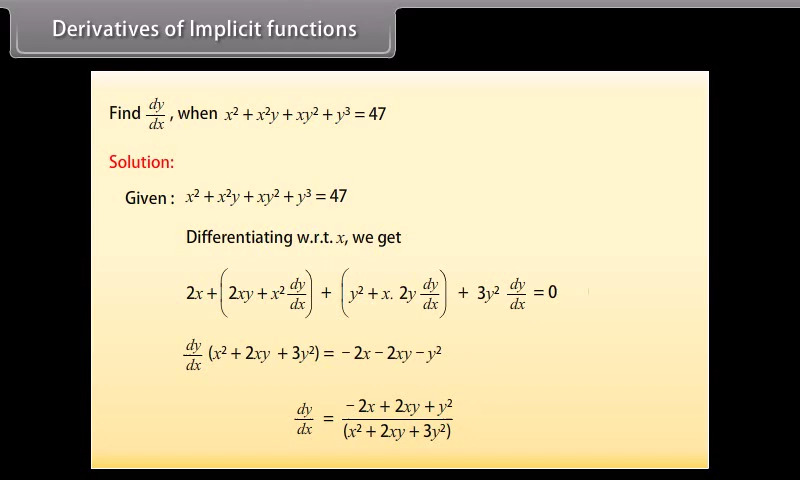 Derivatives of Implicit functions
Find dy/dx, when x² + x²y + xy² + y³ = 47
Solution:
Given : x² + x²y + xy² + y³ = 47
Differentiating w.r.t. x, we get
2x + (2xy + x² dy/dx) + (y² + x. 2y dy/dx) + 3y² dy/dx = 0
dy/dx (x² + 2xy + 3y²) = − 2x − 2xy − y²
dy/dx = − 2x + 2xy + y² / (x² + 2xy + 3y²)